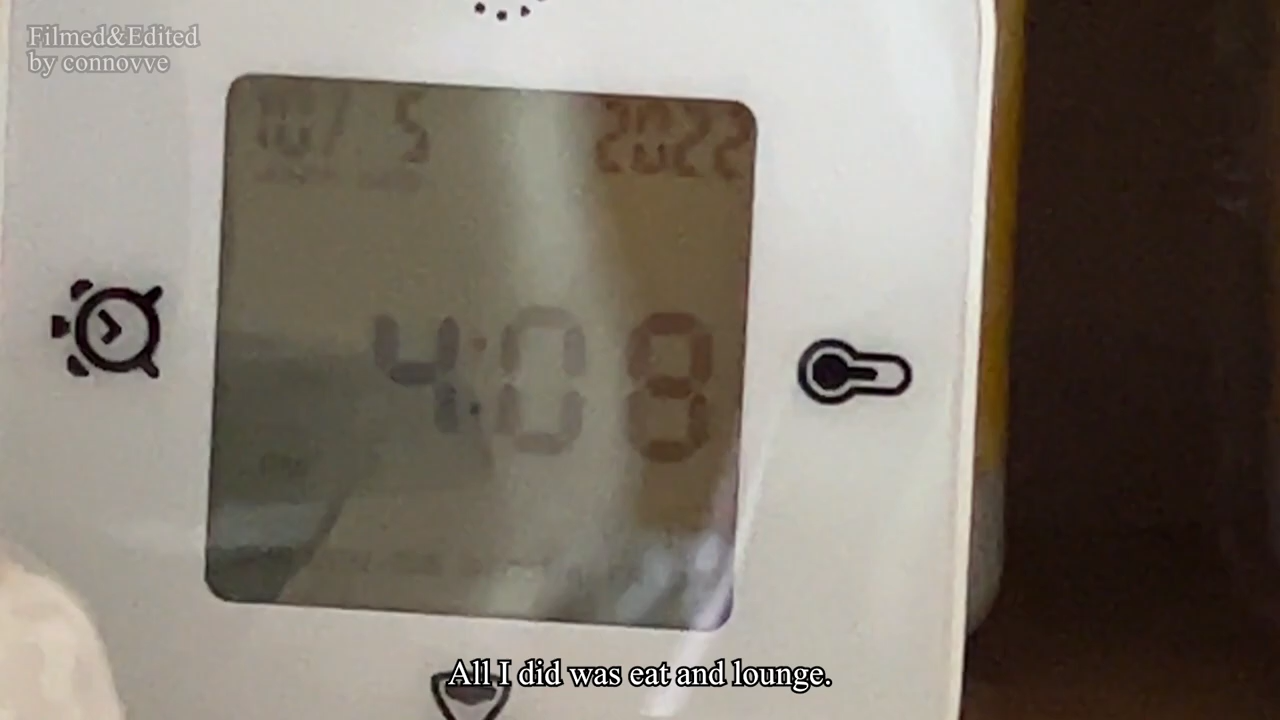 Filmed&Edited
by connovve
10/ 5 2022
4:08
All I did was eat and lounge.